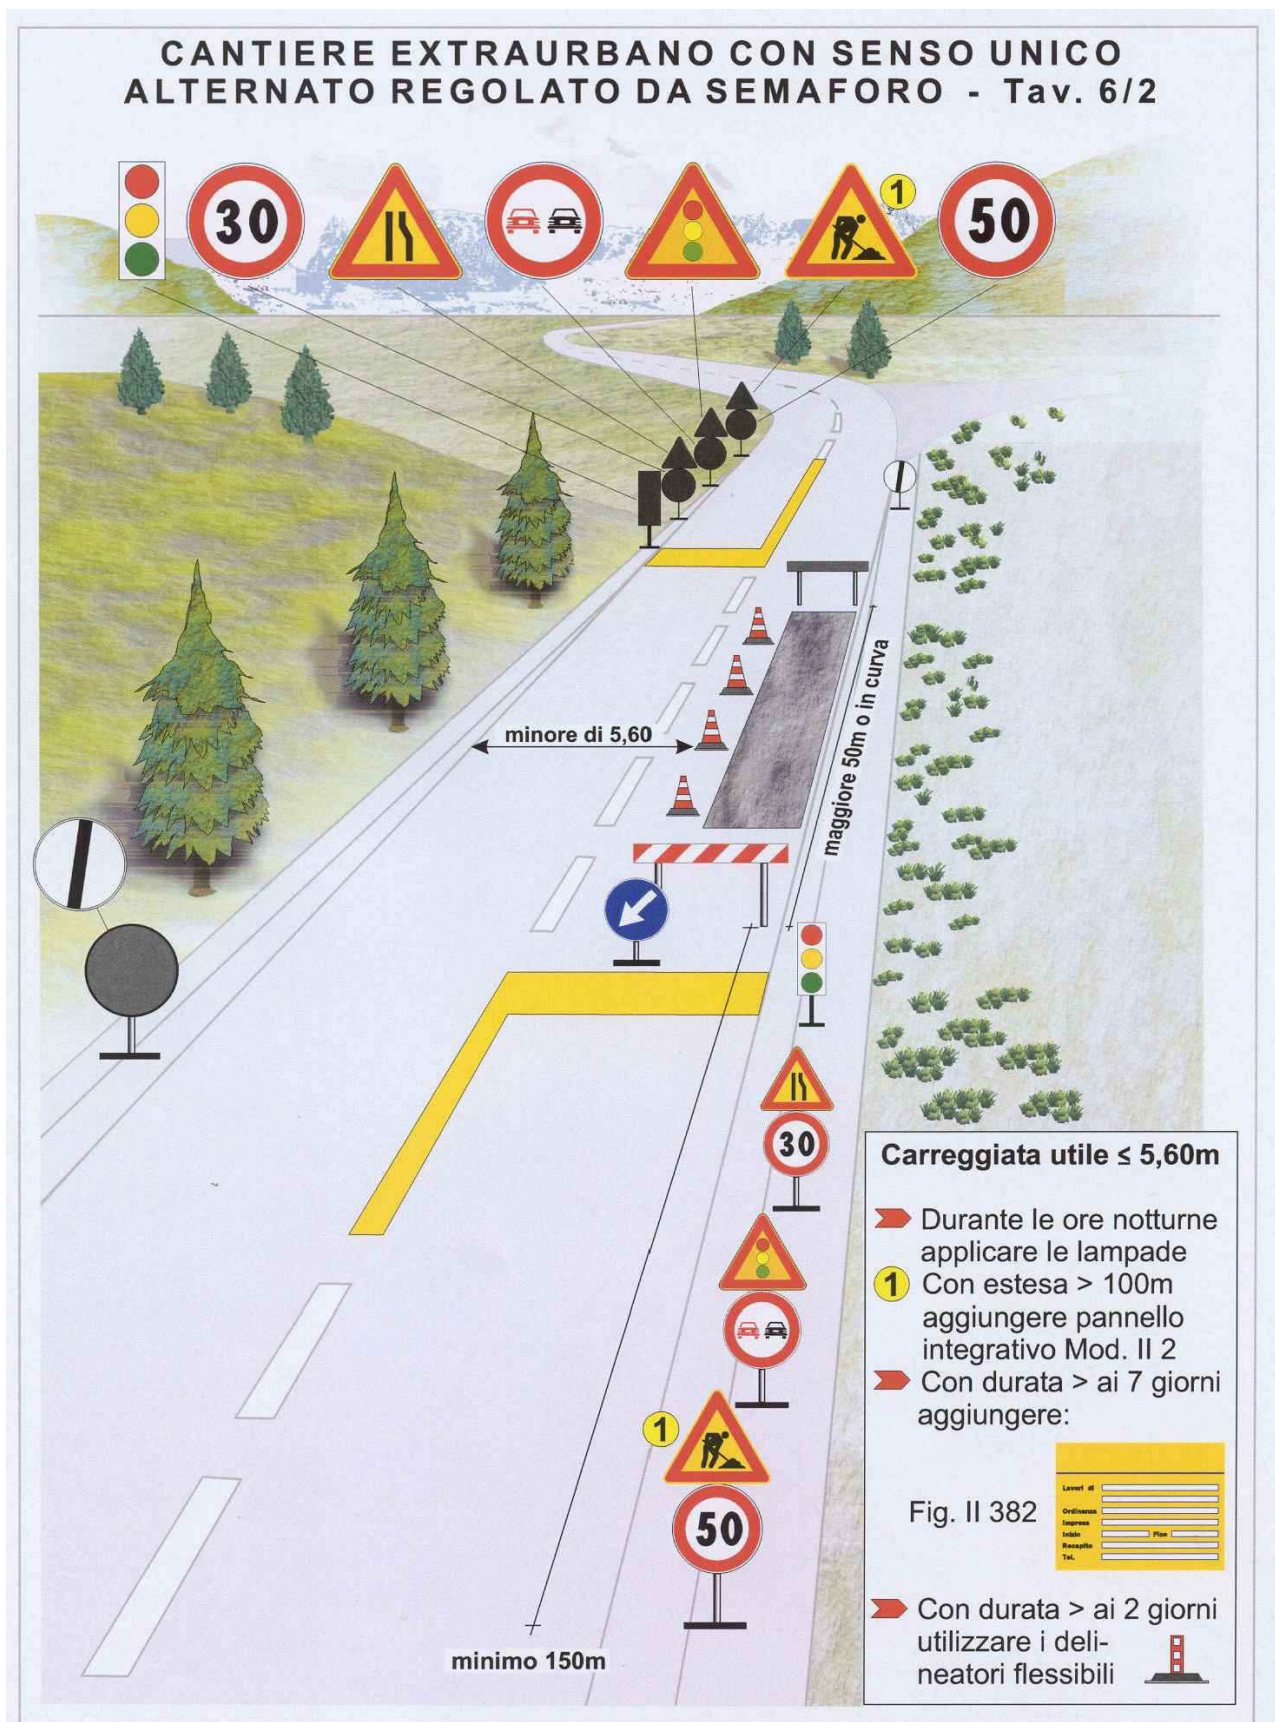 CANTIERE EXTRAURBANO CON SENSO UNICO
ALTERNATO REGOLATO DA SEMAFORO - Tav. 6/2
30
1
50
minore di 5,60
maggiore 50m o in curva
30
1
50
minimo 150m
Carreggiata utile ≤ 5,60m
Durante le ore notturne
applicare le lampade
1 Con estesa > 100m
aggiungere pannello
integrativo Mod. II 2
Con durata > ai 7 giorni
aggiungere:
Fig. II 382
Lavori di
Ordinanza
Impresa
Inizio Fine
Recapito
Tel.
Con durata > ai 2 giorni
utilizzare i deli-
neatori flessibili